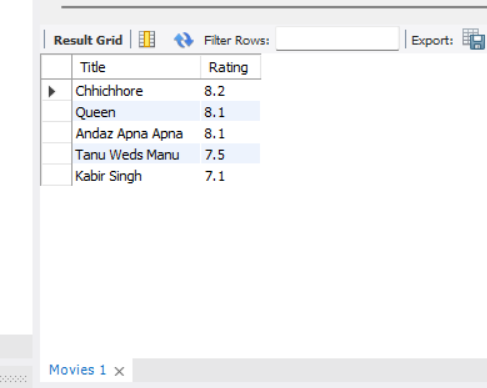 Result Grid Filter Rows: Export:
Title Rating
Chhichhore 8.2
Queen 8.1
Andaz Apna Apna 8.1
Tanu Weds Manu 7.5
Kabir Singh 7.1
Movies 1 ×